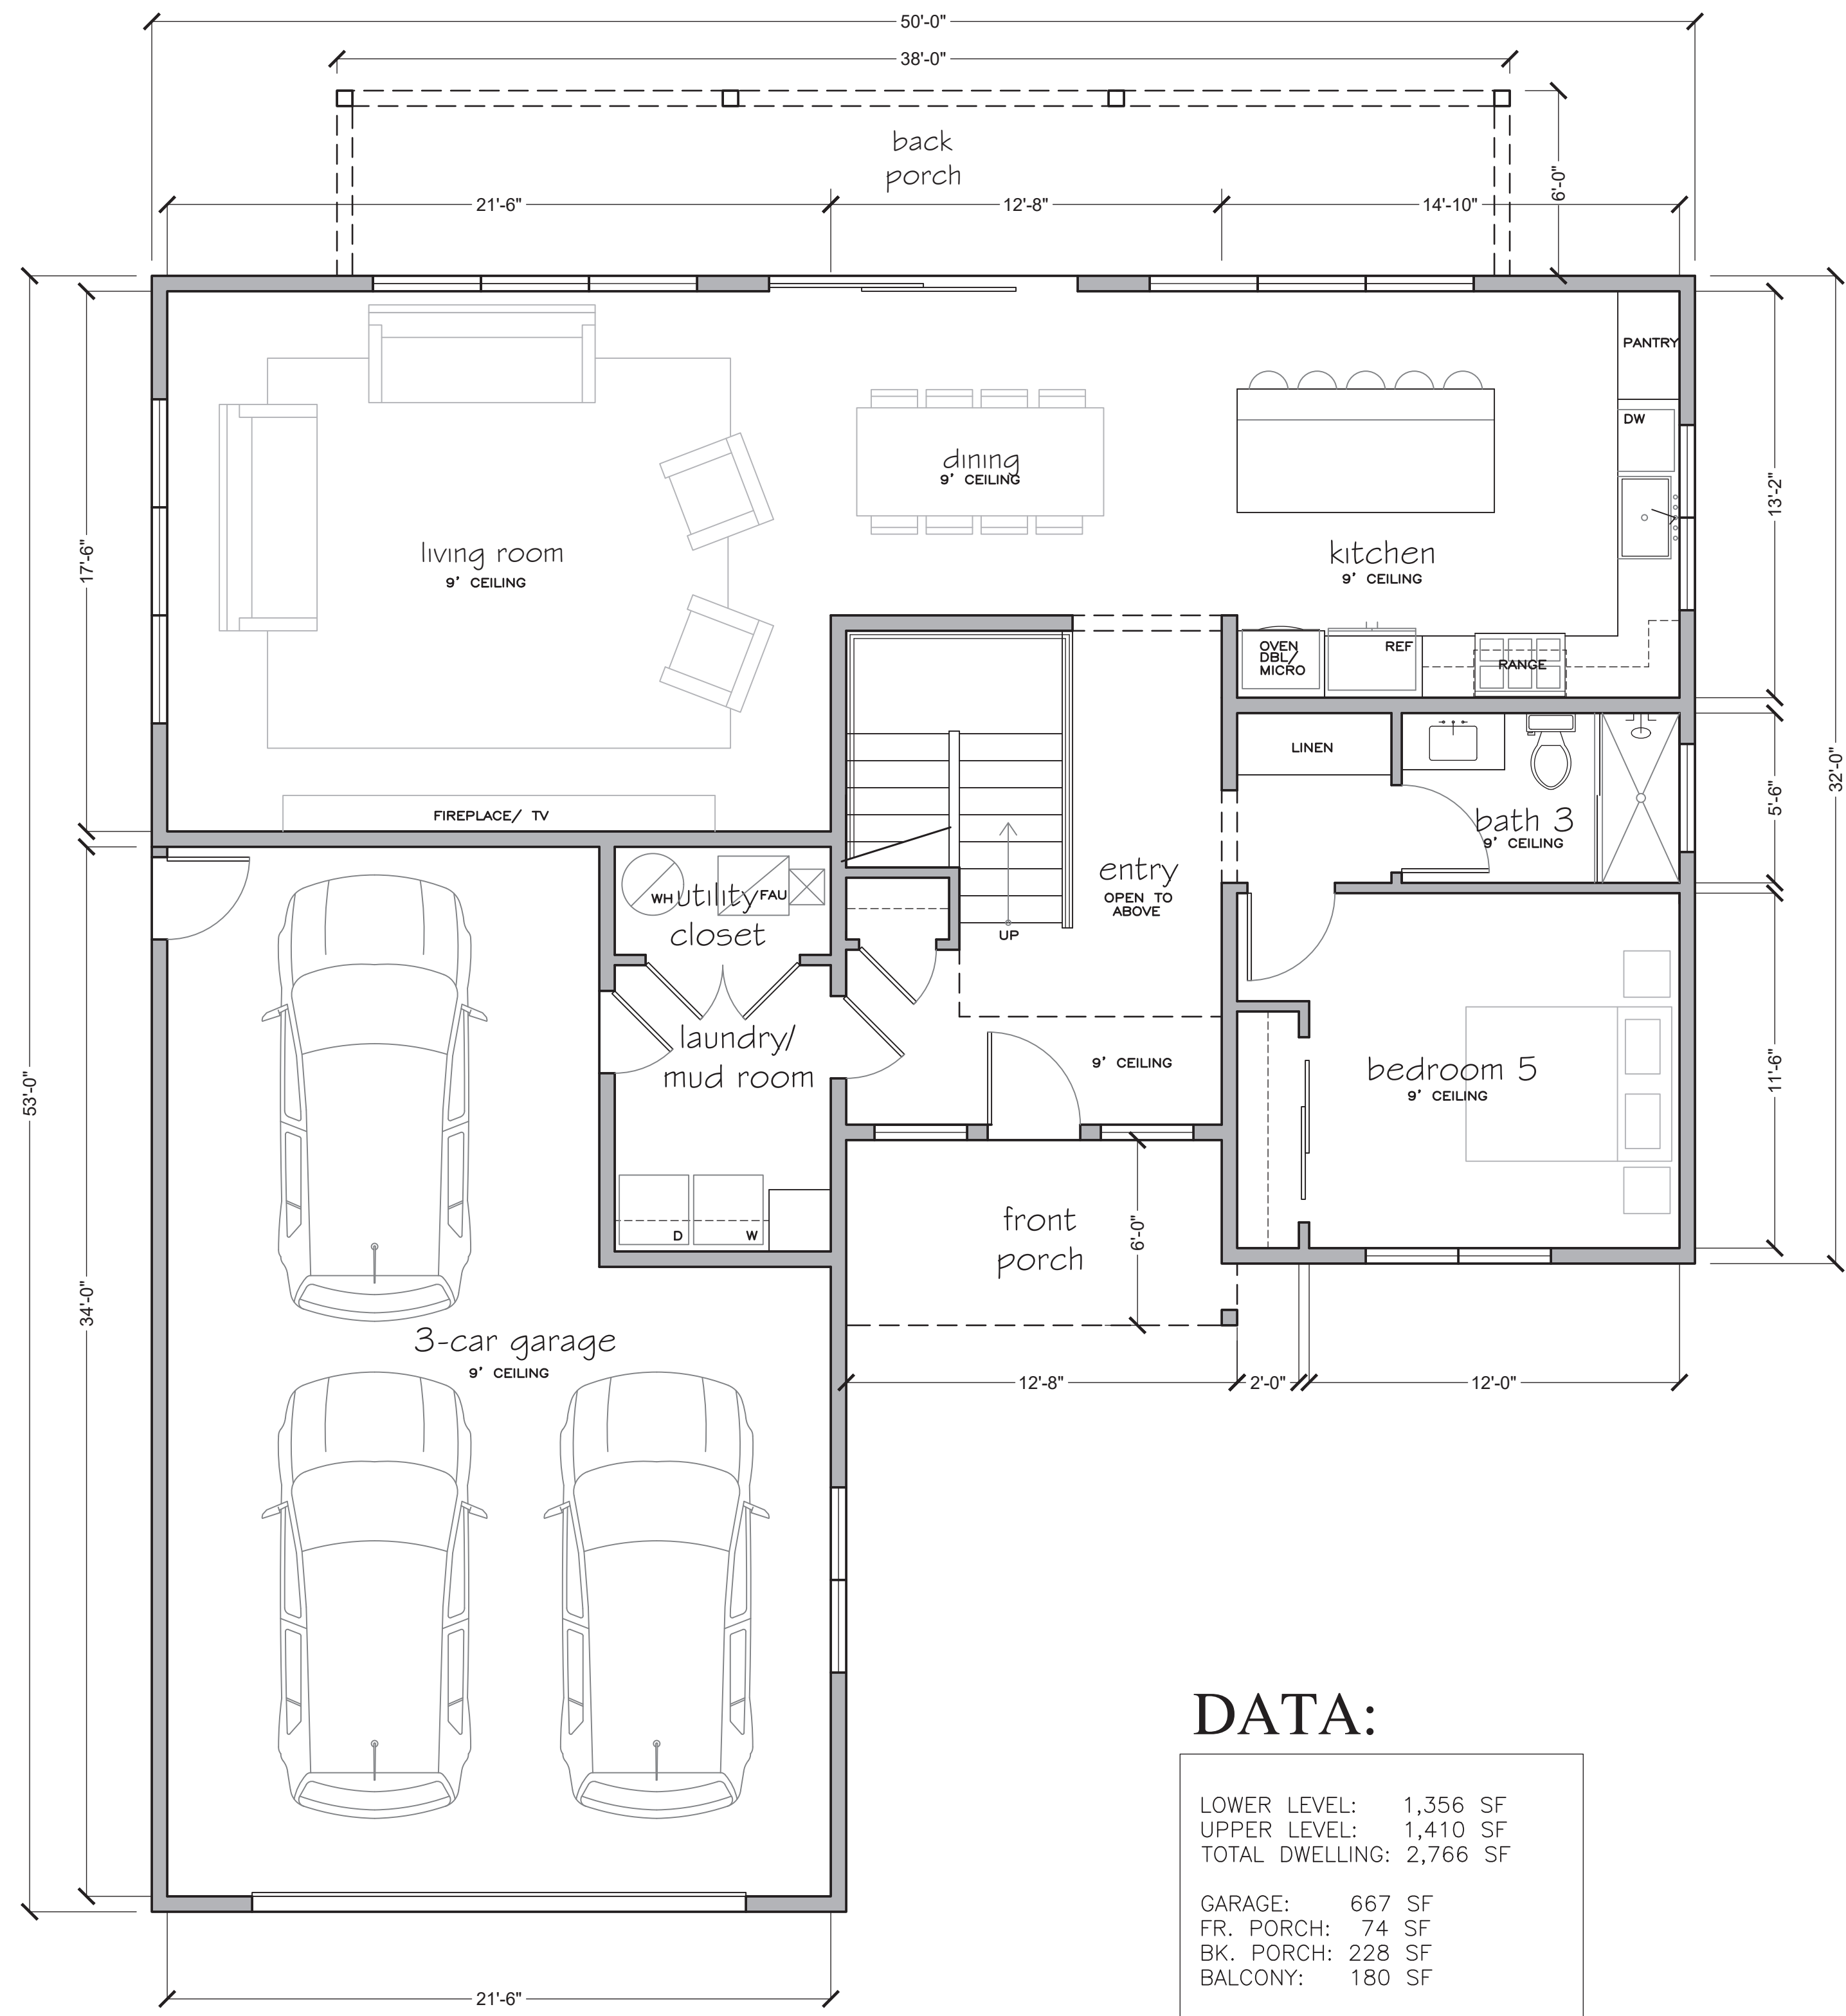 50'-0"
38'-0"
back
porch
6'-0"
21'-6"
12'-8"
14'-10"
PANTRY
DW
dining
9' CEILING
living room
9' CEILING
kitchen
9' CEILING
17'-6"
13'-2"
OVEN
DBL/
MICRO
REF
RANGE
LINEN
32'-0"
5'-6"
FIREPLACE/ TV
bath 3
9' CEILING
entry
OPEN TO
ABOVE
WH
utility
closet
FAU
UP
laundry/
mud room
9' CEILING
bedroom 5
9' CEILING
11'-6"
53'-0"
D
W
front
porch
6'-0"
34'-0"
3-car garage
9' CEILING
12'-8"
2'-0"
12'-0"
DATA:
LOWER LEVEL: 1,356 SF
UPPER LEVEL: 1,410 SF
TOTAL DWELLING: 2,766 SF
GARAGE: 667 SF
FR. PORCH: 74 SF
BK. PORCH: 228 SF
BALCONY: 180 SF
21'-6"